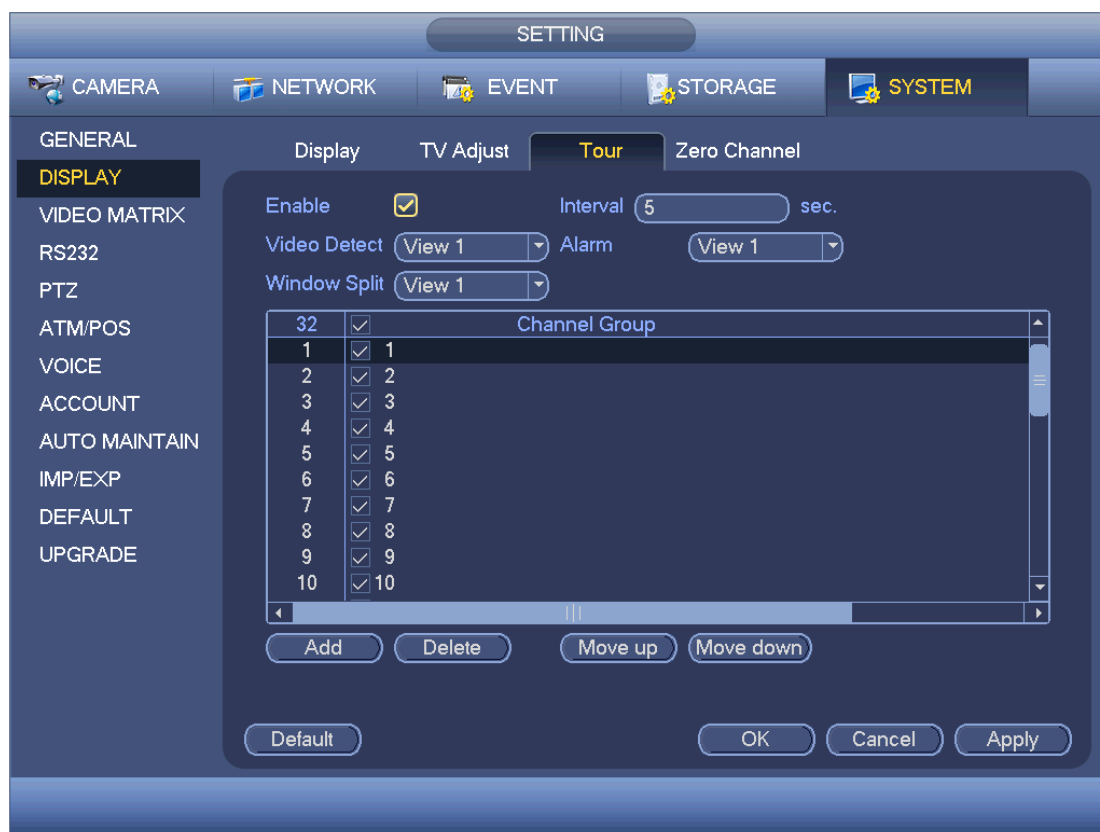 SETTING
CAMERA NETWORK EVENT STORAGE SYSTEM
GENERAL
DISPLAY
VIDEO MATRIX
RS232
PTZ
ATM/POS
VOICE
ACCOUNT
AUTO MAINTAIN
IMP/EXP
DEFAULT
UPGRADE
Display TV Adjust Tour Zero Channel
Enable Interval 5 sec.
Video Detect View 1 Alarm View 1
Window Split View 1
32 Channel Group
1 1
2 2
3 3
4 4
5 5
6 6
7 7
8 8
9 9
10 10
Add Delete Move up Move down
Default OK Cancel Apply